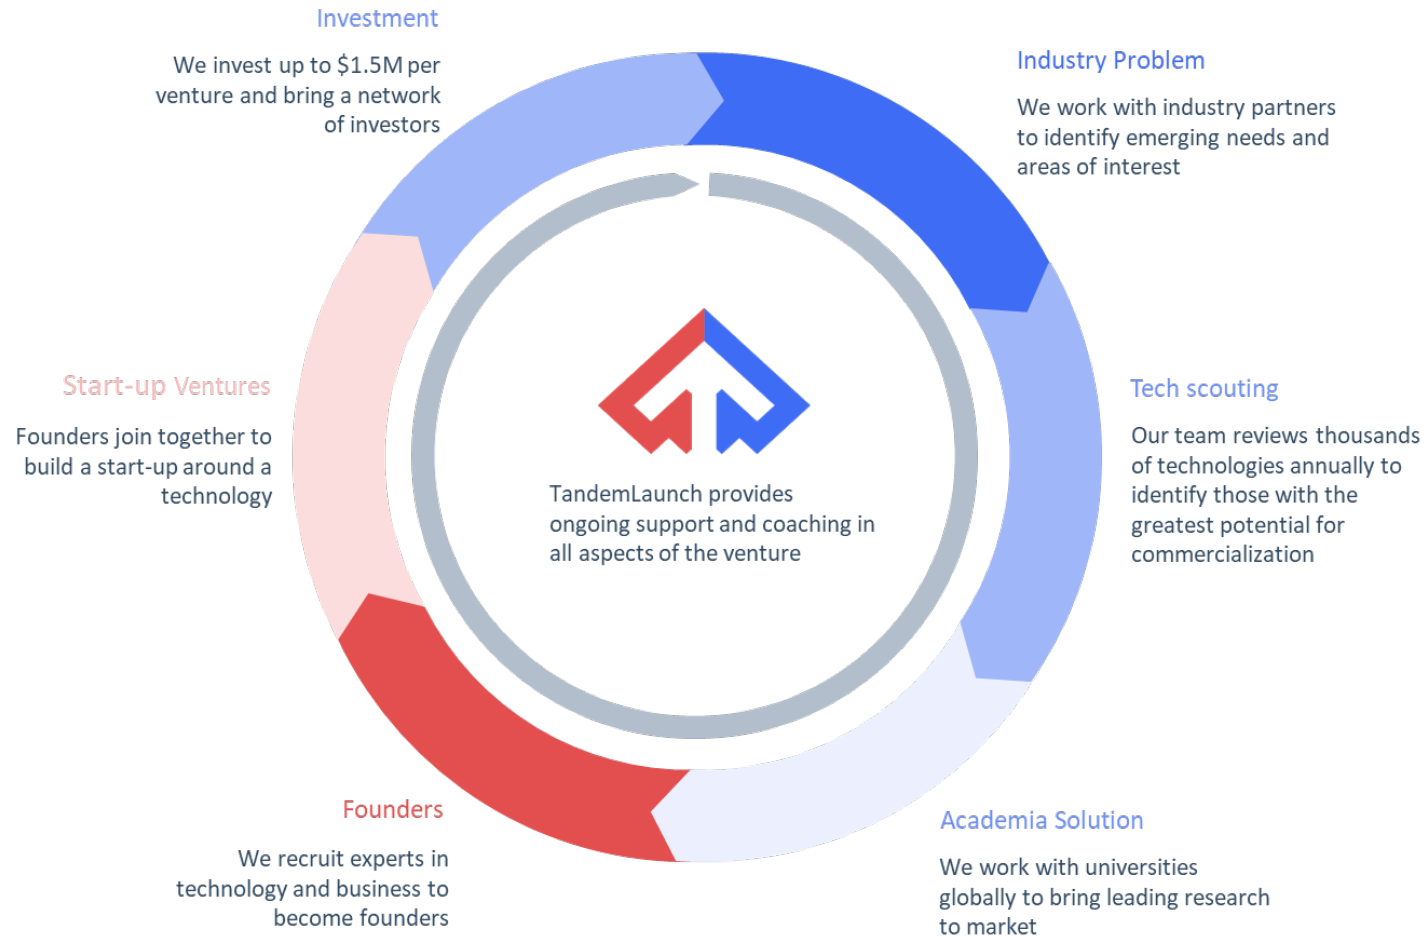 Investment
We invest up to $1.5M per
venture and bring a network
of investors
Industry Problem
We work with industry partners
to identify emerging needs and
areas of interest
Start-up Ventures
Founders join together to
build a start-up around a
technology
TandemLaunch provides
ongoing support and coaching in
all aspects of the venture
Tech scouting
Our team reviews thousands
of technologies annually to
identify those with the
greatest potential for
commercialization
Founders
We recruit experts in
technology and business to
become founders
Academia Solution
We work with universities
globally to bring leading research
to market